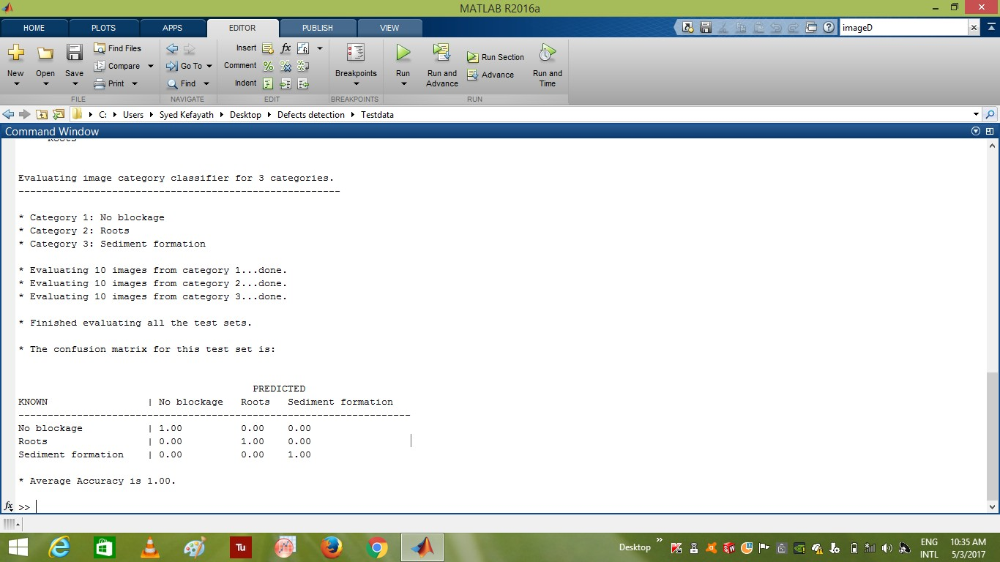 MATLAB R2016a
HOME PLOTS APPS EDITOR PUBLISH VIEW
imageD
New Open Save
Find Files
Compare
Print
FILE
Go To
Find
NAVIGATE
Insert
Comment
Indent
fx
EDIT
Breakpoints
BREAKPOINTS
Run
Run and Advance
Run Section
Advance
Run and Time
RUN
C: Users Syed Kefayath Desktop Defects detection Testdata
Command Window
Roots
Evaluating image category classifier for 3 categories.
-------------------------------------------------------
* Category 1: No blockage
* Category 2: Roots
* Category 3: Sediment formation
* Evaluating 10 images from category 1...done.
* Evaluating 10 images from category 2...done.
* Evaluating 10 images from category 3...done.
* Finished evaluating all the test sets.
* The confusion matrix for this test set is:
PREDICTED
KNOWN | No blockage Roots Sediment formation
-------------------------------------------------------------------
No blockage | 1.00 0.00 0.00
Roots | 0.00 1.00 0.00
Sediment formation | 0.00 0.00 1.00
* Average Accuracy is 1.00.
fx >>
Tu
Desktop
ENG 10:35 AM
INTL 5/3/2017